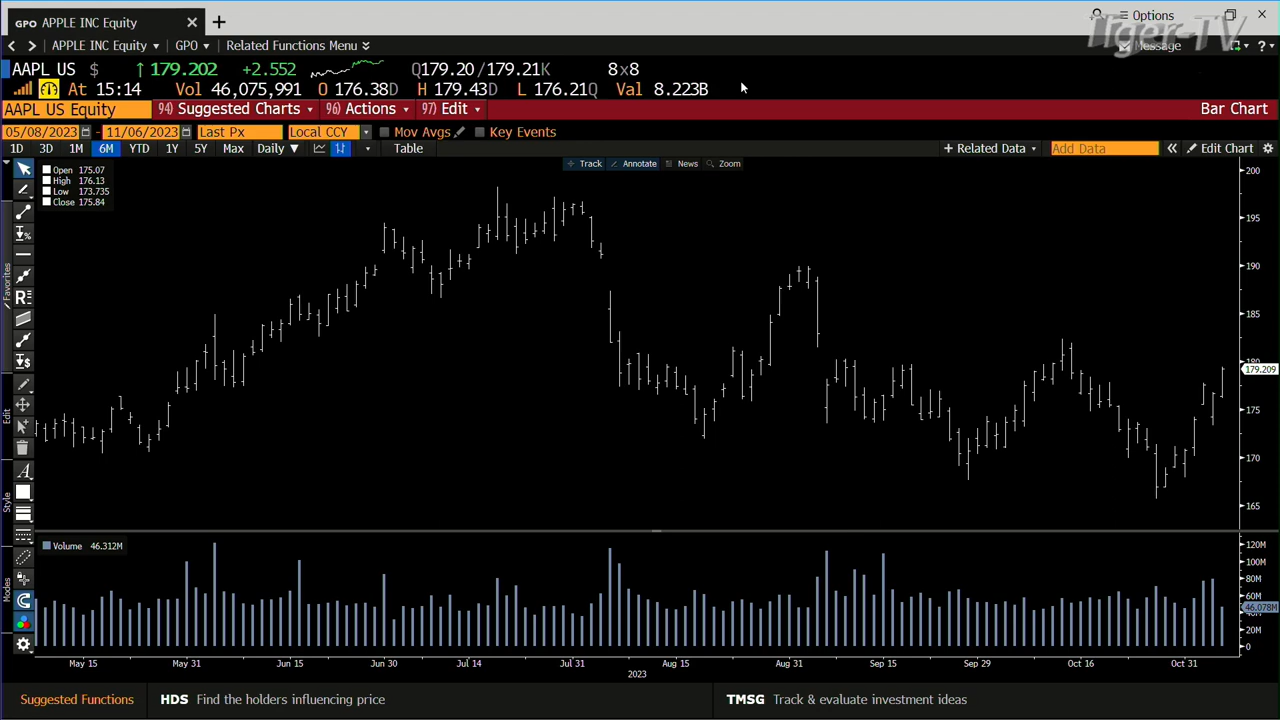 GPO APPLE INC Equity
Options
Tiger-TV
APPLE INC Equity GPO Related Functions Menu Message ?
AAPL US $ ↑ 179.202 +2.552 Q179.20/179.21K 8x8
At 15:14 Vol 46,075,991 O 176.38D H 179.43D L 176.21Q Val 8.223B
AAPL US Equity 94) Suggested Charts 96) Actions 97) Edit Bar Chart
05/08/2023 - 11/06/2023 Last Px Local CCY Mov Avgs Key Events
1D 3D 1M 6M YTD 1Y 5Y Max Daily ▼ Table + Related Data Add Data « Edit Chart
Track Annotate News Zoom
Open 175.07
High 176.13
Low 173.735
Close 175.84
200
195
190
185
180
179.209
175
170
165
Favorites
Edit
Style
Modes
Volume 46.312M
120M
100M
80M
60M
46.078M
20M
0
May 15 May 31 Jun 15 Jun 30 Jul 14 Jul 31 Aug 15 Aug 31 Sep 15 Sep 29 Oct 16 Oct 31
2023
Suggested Functions HDS Find the holders influencing price TMSG Track & evaluate investment ideas